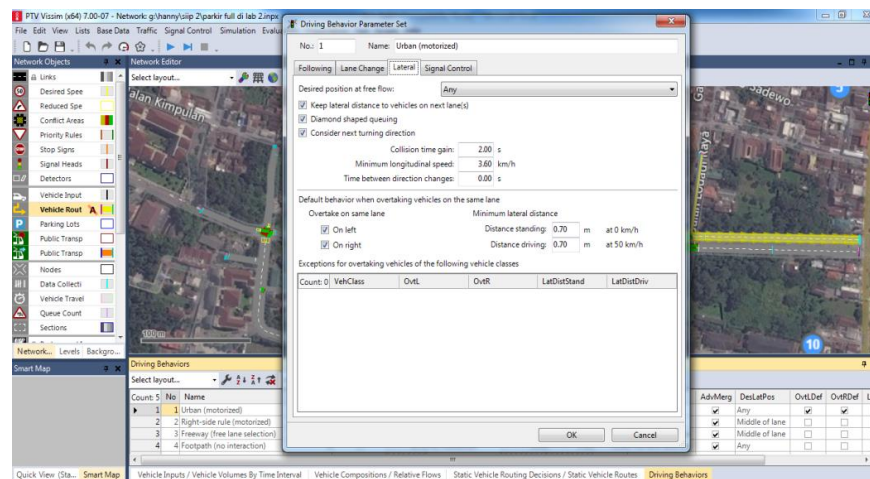 PTV Vissim (x64) 7.00-07 - Network: g:\hanny\siip 2\parkir full di lab 2.inpx
File Edit View Lists Base Data Traffic Signal Control Simulation Evalua
Network Objects
Network Editor
Select layout...
Links
Desired Spee
Reduced Spe
Conflict Areas
Priority Rules
Stop Signs
Signal Heads
Detectors
Vehicle Input
Vehicle Rout
Parking Lots
Public Transp
Public Transp
Nodes
Data Collecti
Vehicle Travel
Queue Count
Sections
Network... Levels Backgro...
Smart Map
alan Kimpulan
100 m
Sadewo
10
Driving Behavior Parameter Set
No.: 1 Name: Urban (motorized)
Following Lane Change Lateral Signal Control
Desired position at free flow: Any
Keep lateral distance to vehicles on next lane(s)
Diamond shaped queuing
Consider next turning direction
Collision time gain: 2.00 s
Minimum longitudinal speed: 3.60 km/h
Time between direction changes: 0.00 s
Default behavior when overtaking vehicles on the same lane
Overtake on same lane Minimum lateral distance
On left Distance standing: 0.70 m at 0 km/h
On right Distance driving: 0.70 m at 50 km/h
Exceptions for overtaking vehicles of the following vehicle classes
Count: 0 VehClass OvtL OvtR LatDistStand LatDistDriv
OK Cancel
Driving Behaviors
Select layout...
Count: 5 No Name AdvMerg DesLatPos OvtLDef OvtRDef L
1 1 Urban (motorized) Any
2 2 Right-side rule (motorized) Middle of lane
3 3 Freeway (free lane selection) Middle of lane
4 4 Footpath (no interaction) Any
Quick View (Sta... Smart Map Vehicle Inputs / Vehicle Volumes By Time Interval Vehicle Compositions / Relative Flows Static Vehicle Routing Decisions / Static Vehicle Routes Driving Behaviors